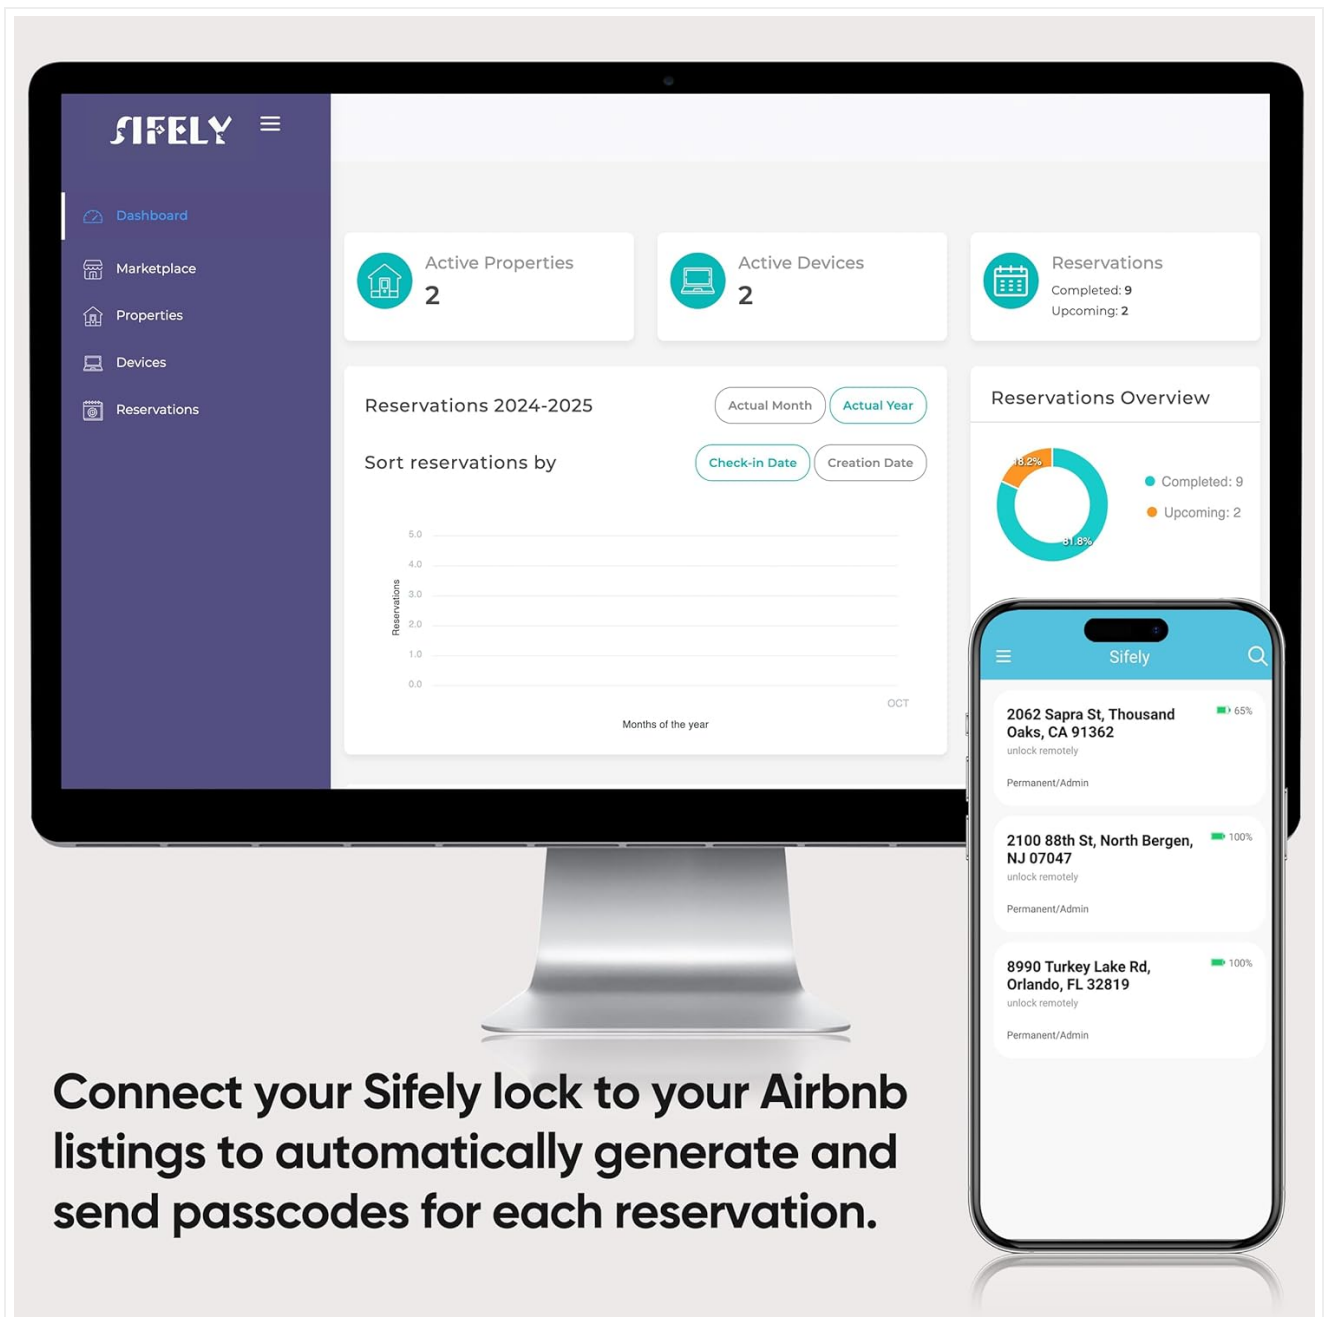 SIFELY
Dashboard
Marketplace
Properties
Devices
Reservations
Active Properties
2
Active Devices
2
Reservations
Completed: 9
Upcoming: 2
Reservations 2024-2025
Actual Month
Actual Year
Sort reservations by
Check-in Date
Creation Date
5.0
4.0
3.0
2.0
1.0
0.0
Reservations
OCT
Months of the year
Reservations Overview
18.2%
81.8%
Completed: 9
Upcoming: 2
Sifely
2062 Sapra St, Thousand
Oaks, CA 91362
65%
unlock remotely
Permanent/Admin
2100 88th St, North Bergen,
NJ 07047
100%
unlock remotely
Permanent/Admin
8990 Turkey Lake Rd,
Orlando, FL 32819
100%
unlock remotely
Permanent/Admin
Connect your Sifely lock to your Airbnb
listings to automatically generate and
send passcodes for each reservation.